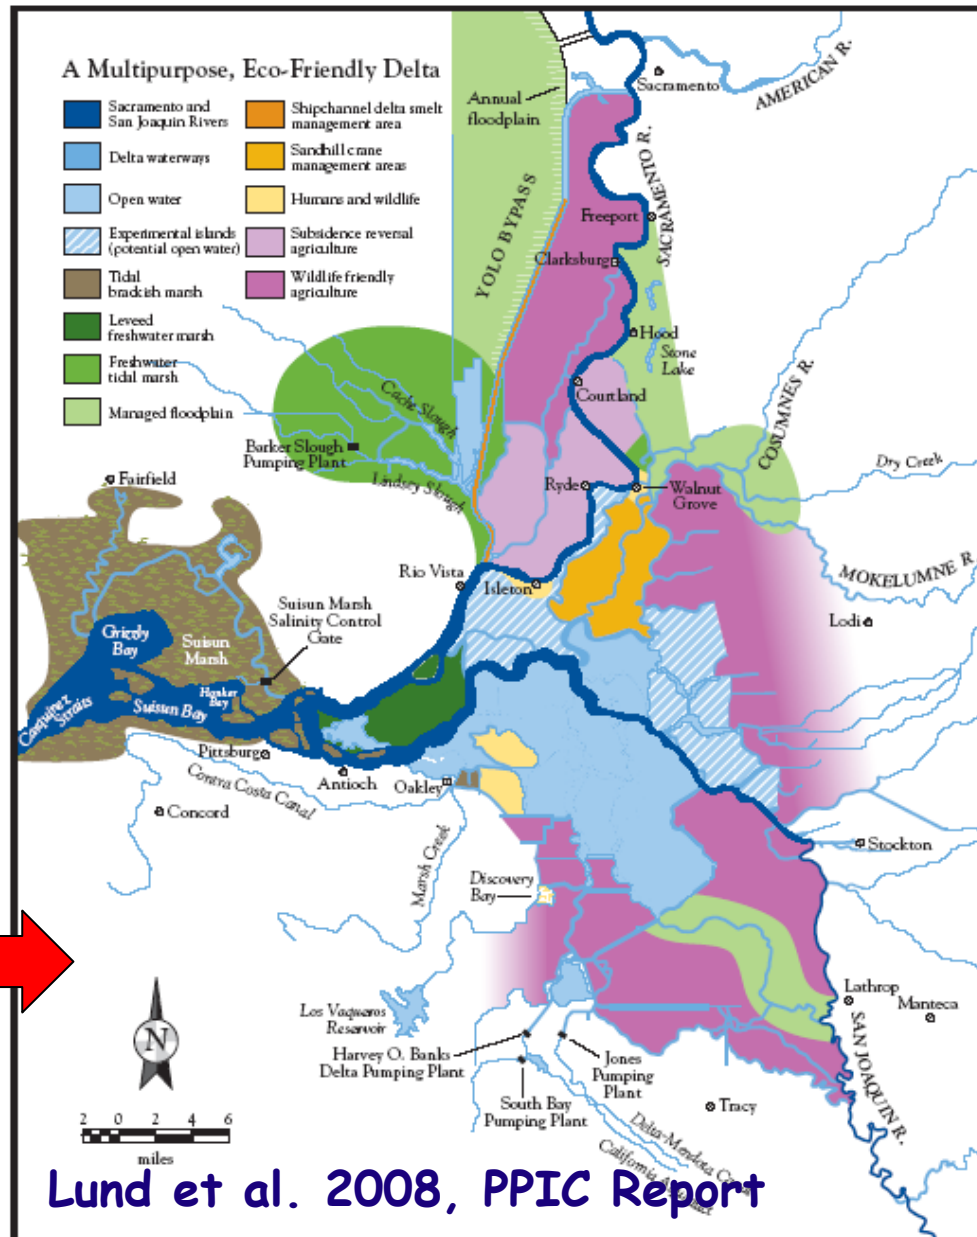 A Multipurpose, Eco-Friendly Delta
Sacramento and
San Joaquin Rivers
Delta waterways
Open water
Experimental islands
(potential open water)
Tidal
brackish marsh
Leveed
freshwater marsh
Freshwater
tidal marsh
Managed floodplain
Shipchannel delta smelt
management area
Sandhill crane
management areas
Humans and wildlife
Subsidence reversal
agriculture
Wildlife friendly
agriculture
Annual
floodplain
Sacramento
AMERICAN R.
SACRAMENTO R.
YOLO BYPASS
Freeport
Clarksburg
Hood
Stone
Lake
Courtland
COSUMNES R.
Cache Slough
Barker Slough
Pumping Plant
Lindsey Slough
Dry Creek
Fairfield
Ryde
Walnut
Grove
Rio Vista
Isleton
MOKELUMNE R
Lodi
Suisun Marsh
Salinity Control
Gate
Grizzly
Bay
Suisun
Marsh
Honker
Bay
Carquinez
Straits
Suisun Bay
Pittsburg
Antioch
Oakley
Contra Costa Canal
Concord
Marsh Creek
Stockton
Discovery
Bay
Los Vaqueros
Reservoir
Lathrop
Manteca
SAN JOAQUIN R.
Harvey O. Banks
Delta Pumping Plant
Jones
Pumping
Plant
South Bay
Pumping Plant
Tracy
Delta-Mendota
California
N
2 0 2 4 6
miles
Lund et al. 2008, PPIC Report